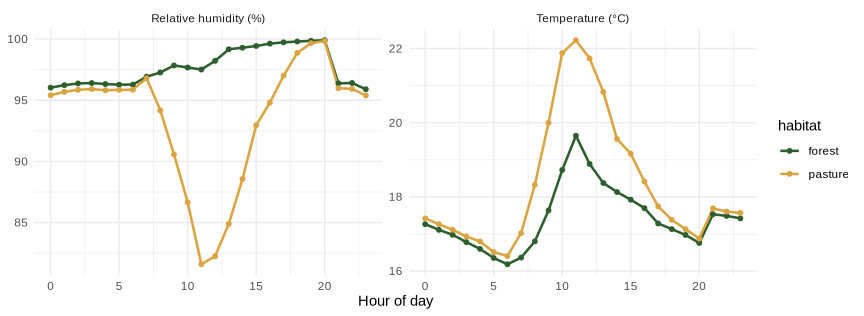 Relative humidity (%)
Temperature (°C)
100
95
90
85
22
20
18
16
0 5 10 15 20
0 5 10 15 20
Hour of day
habitat
forest
pasture